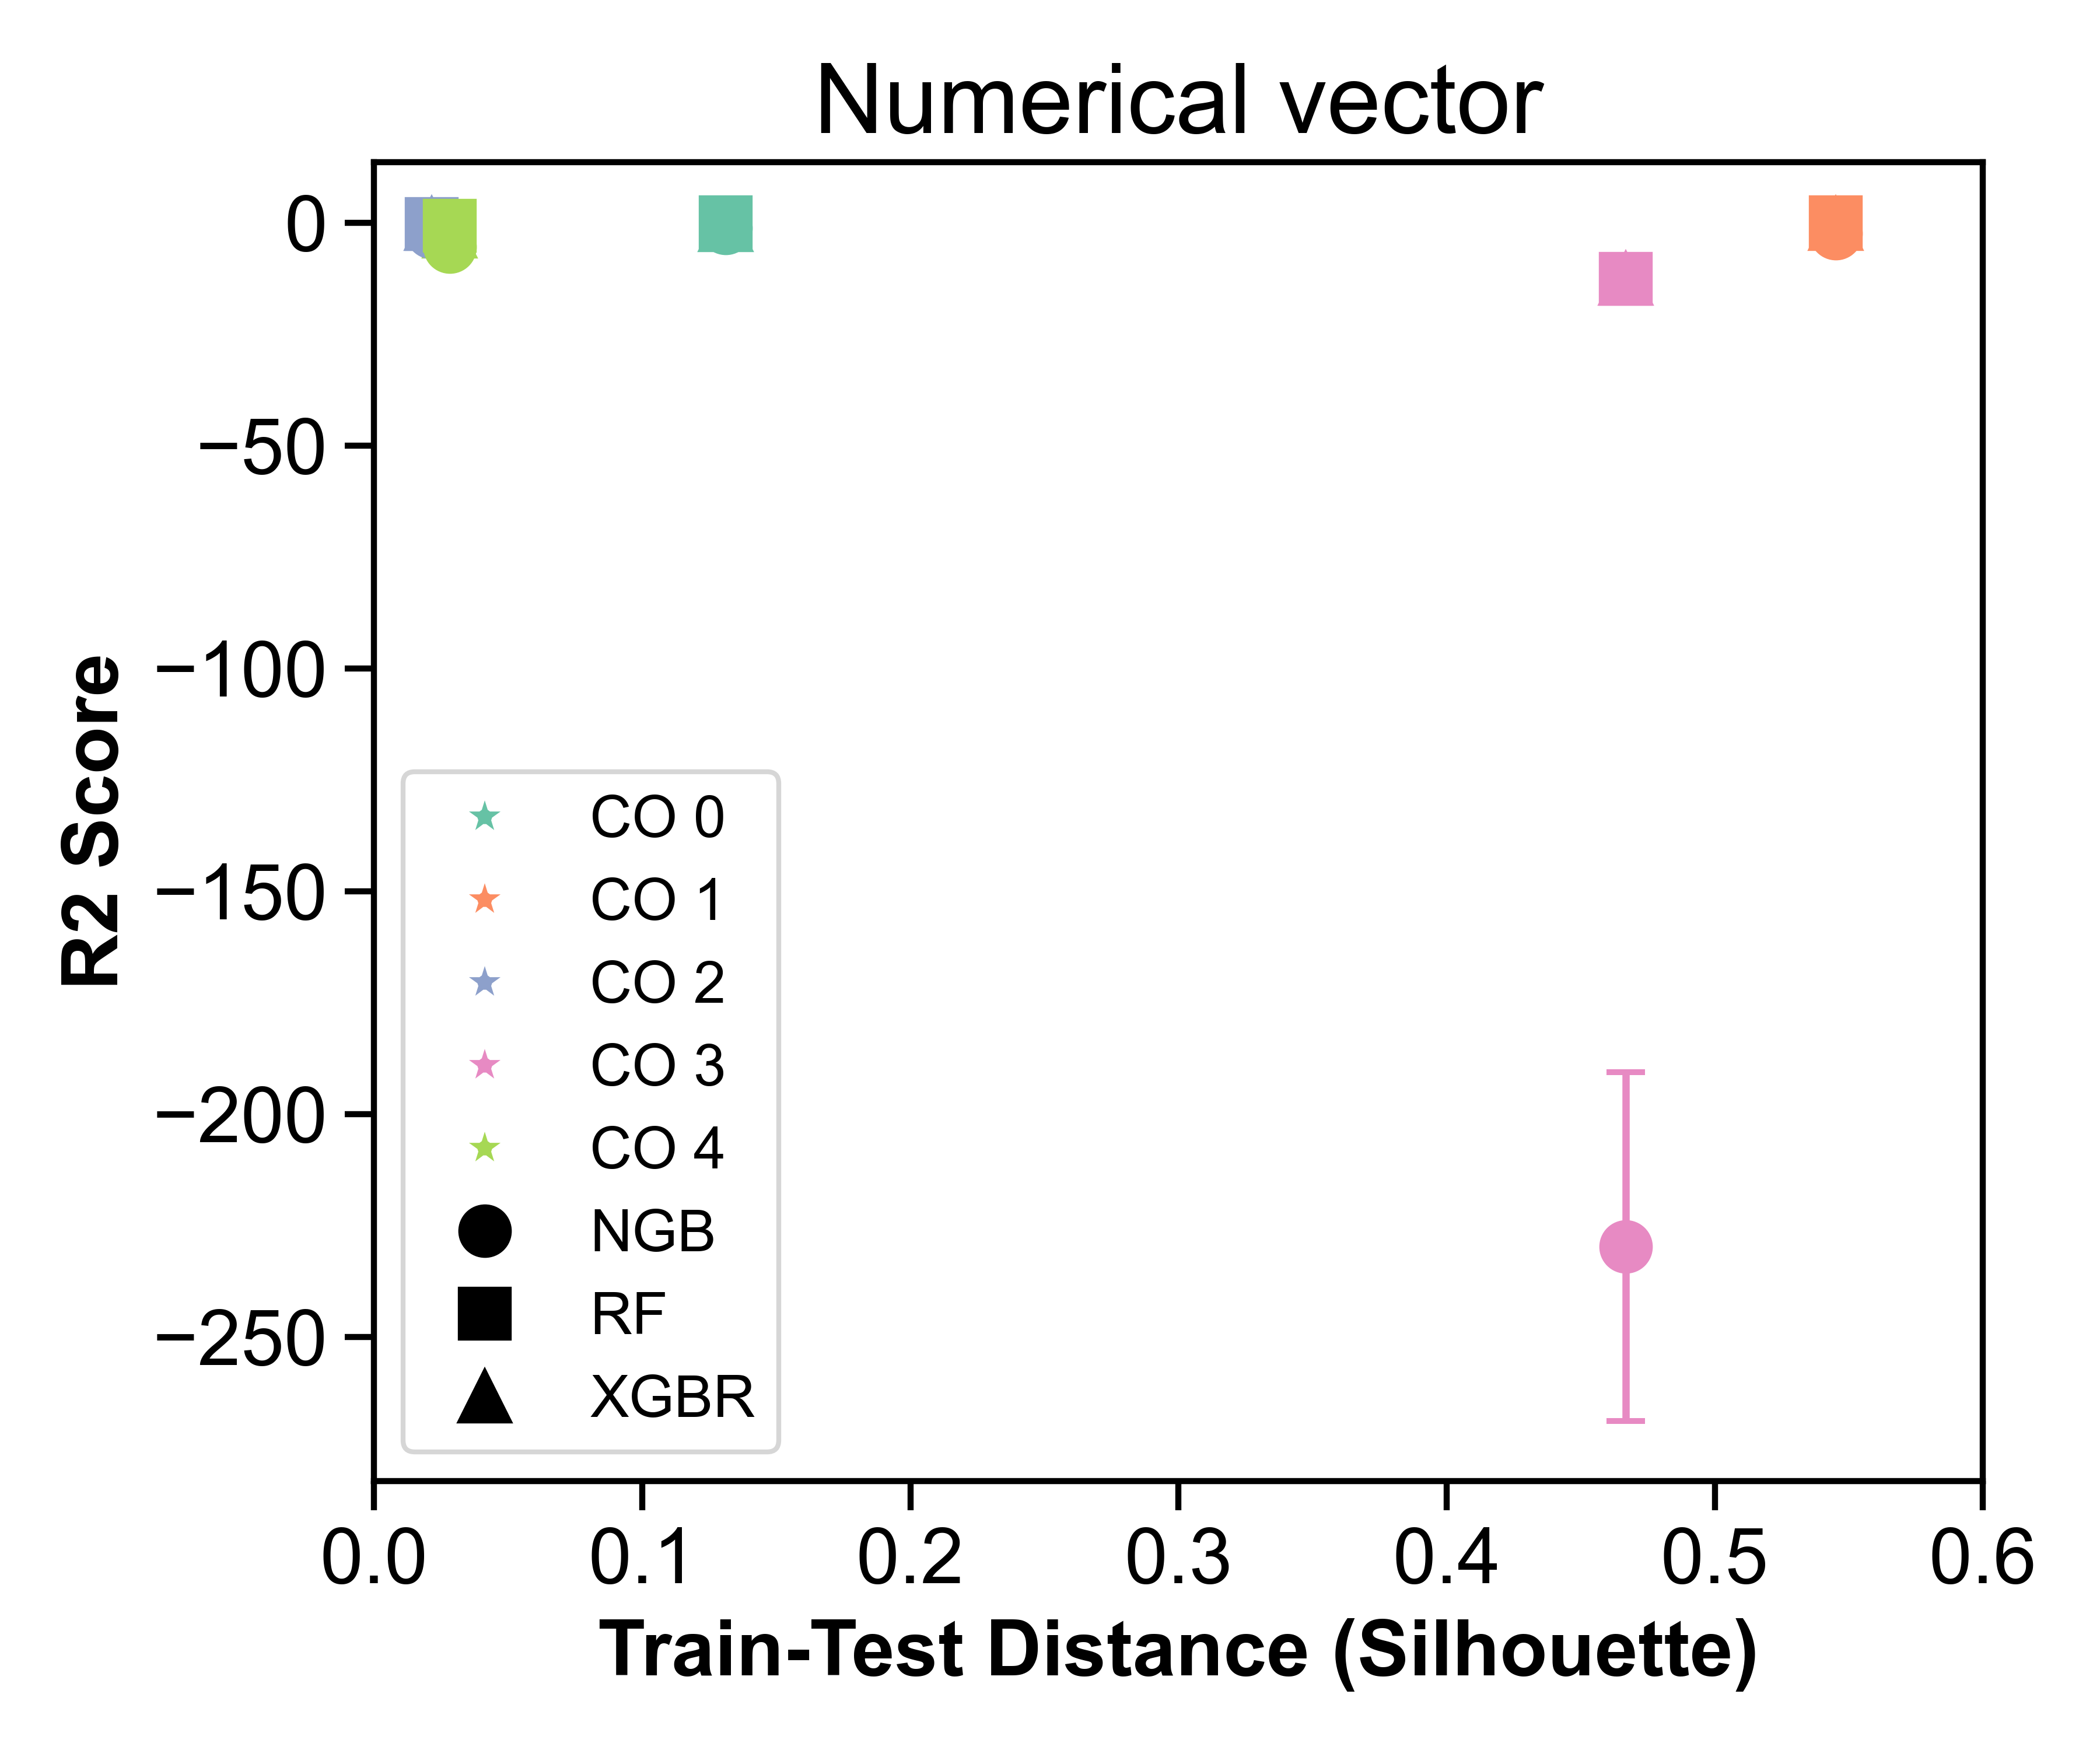 Numerical vector
R2 Score
0
−50
−100
−150
−200
−250
CO 0
CO 1
CO 2
CO 3
CO 4
NGB
RF
XGBR
0.0 0.1 0.2 0.3 0.4 0.5 0.6
Train-Test Distance (Silhouette)